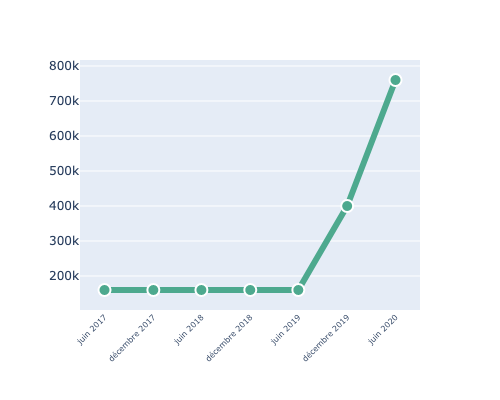 800k
700k
600k
500k
400k
300k
200k
juin 2017
décembre 2017
juin 2018
décembre 2018
juin 2019
décembre 2019
juin 2020